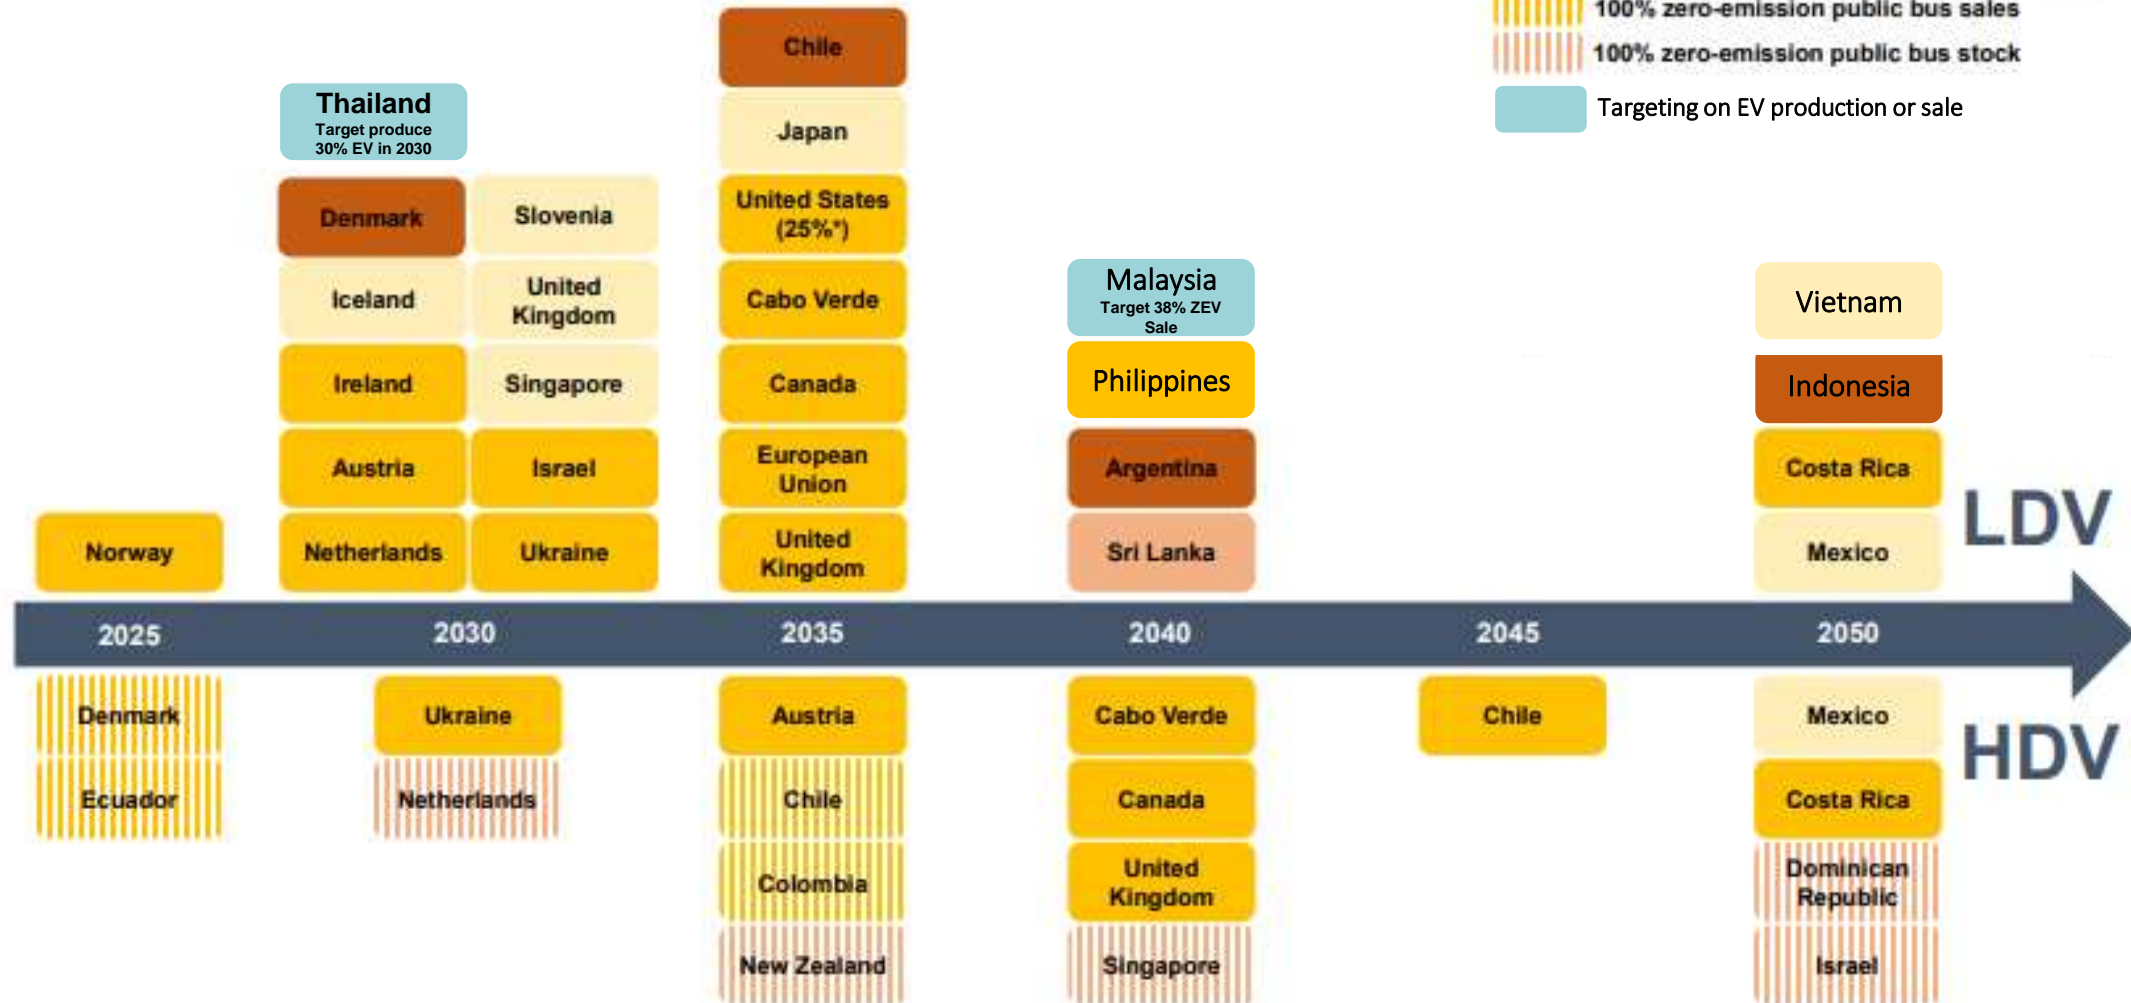 100% zero-emission public bus sales
100% zero-emission public bus stock
Targeting on EV production or sale
Thailand
Target produce
30% EV in 2030
Denmark
Iceland
Ireland
Austria
Netherlands
Slovenia
United
Kingdom
Singapore
Israel
Ukraine
Norway
Chile
Japan
United States
(25%*)
Cabo Verde
Canada
European
Union
United
Kingdom
Malaysia
Target 38% ZEV
Sale
Philippines
Argentina
Sri Lanka
Vietnam
Indonesia
Costa Rica
Mexico
LDV
2025
2030
2035
2040
2045
2050
HDV
Denmark
Ecuador
Ukraine
Netherlands
Austria
Chile
Colombia
New Zealand
Cabo Verde
Canada
United
Kingdom
Singapore
Chile
Mexico
Costa Rica
Dominican
Republic
Israel